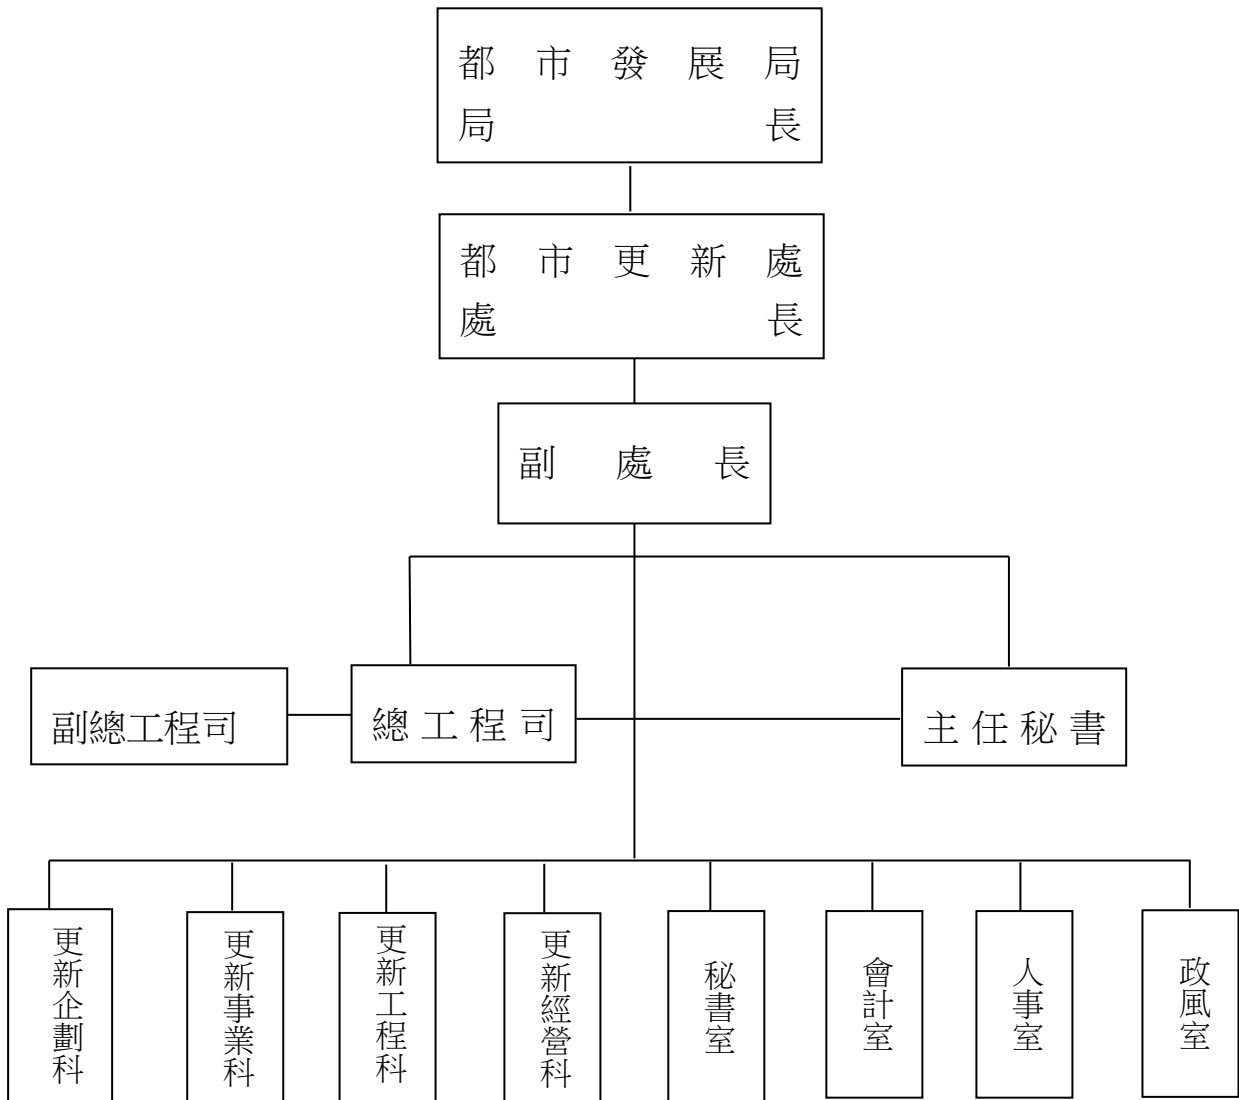 都市發展局
局長
都市更新處
處長
副處長
副總工程司
總工程司
主任秘書
更新企劃科
更新事業科
更新工程科
更新經營科
秘書室
會計室
人事室
政風室